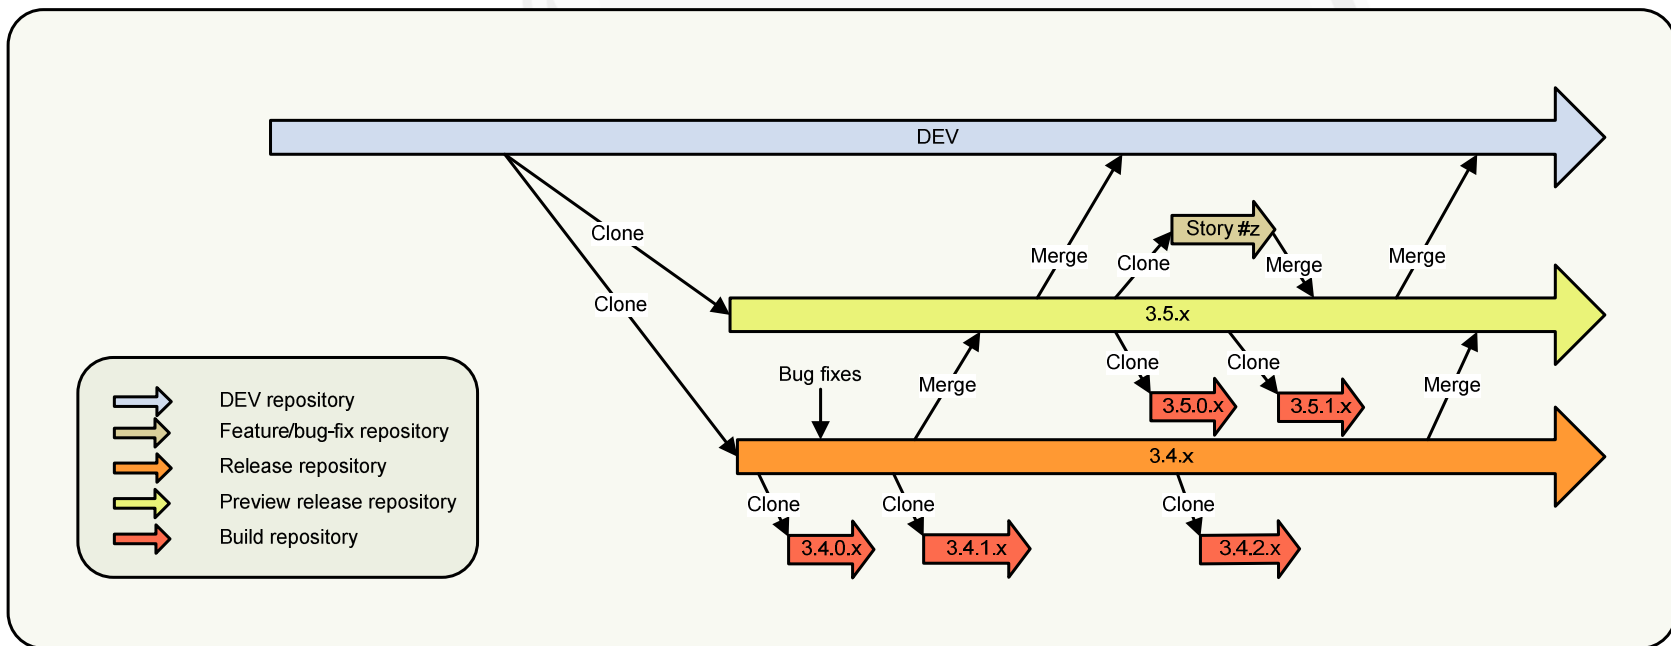 DEV
Clone
Story #z
Clone
Merge
Merge
Merge
Clone
3.5.x
Clone
Clone
Bug fixes
Merge
Merge
3.5.0.x
3.5.1.x
3.4.x
Clone
Clone
Clone
3.4.0.x
3.4.1.x
3.4.2.x
DEV repository
Feature/bug-fix repository
Release repository
Preview release repository
Build repository